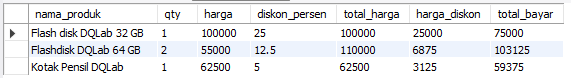 nama_produk qty harga diskon_persen total_harga harga_diskon total_bayar
Flash disk DQLab 32 GB 1 100000 25 100000 25000 75000
Flashdisk DQLab 64 GB 2 55000 12.5 110000 6875 103125
Kotak Pensil DQLab 1 62500 5 62500 3125 59375